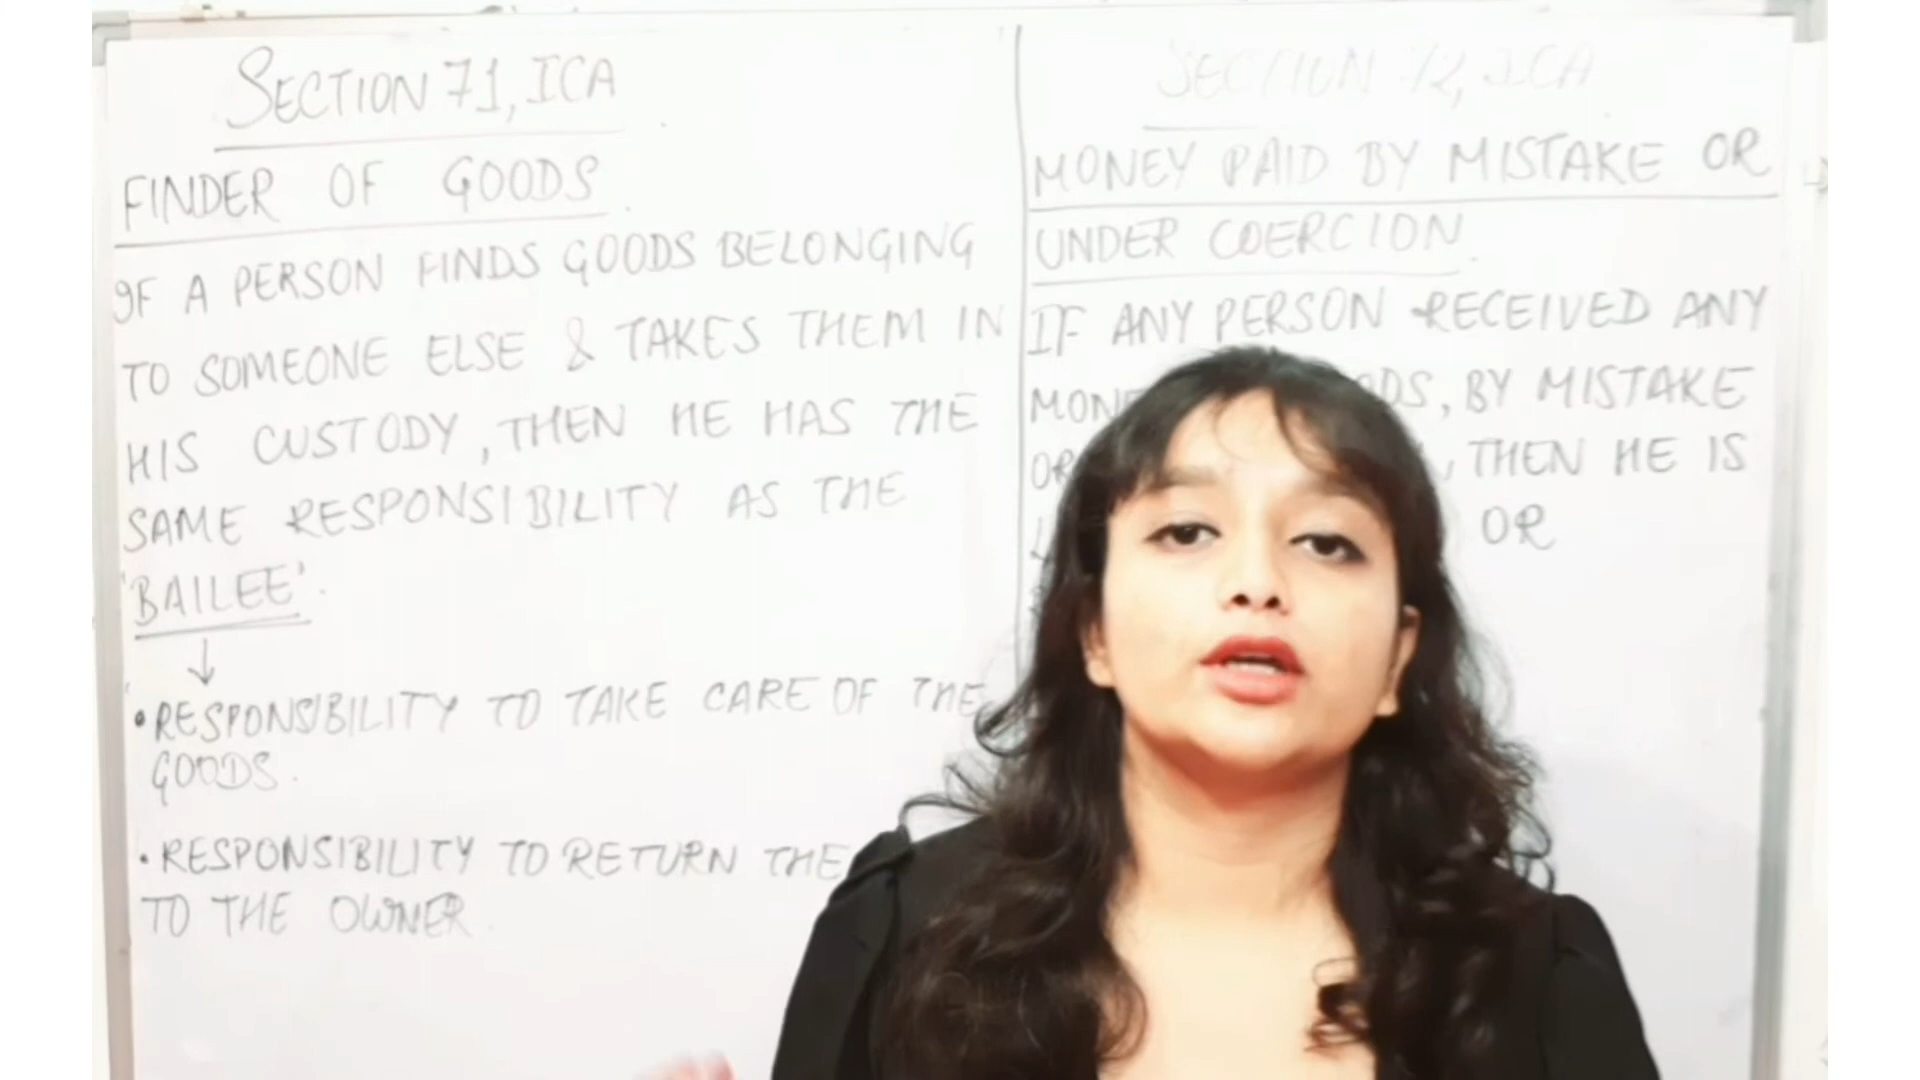 SECTION 71, ICA
FINDER OF GOODS
IF A PERSON FINDS GOODS BELONGING
TO SOMEONE ELSE & TAKES THEM IN
HIS CUSTODY, THEN HE HAS THE
SAME RESPONSIBILITY AS THE
'BAILEE'.
• RESPONSIBILITY TO TAKE CARE OF THE
GOODS.
• RESPONSIBILITY TO RETURN THE
TO THE OWNER.
SECTION 72, ICA
MONEY PAID BY MISTAKE OR
UNDER COERCION.
IF ANY PERSON RECEIVED ANY
, BY MISTAKE
, THEN HE IS
OR